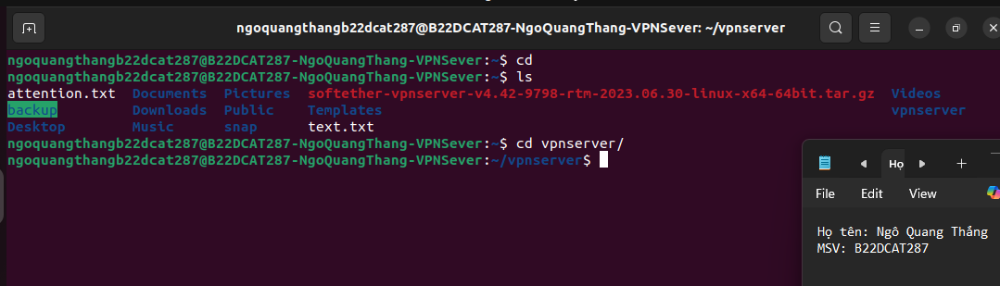 ngoquangthangb22dcat287@B22DCAT287-NgoQuangThang-VPNSever: ~/vpnserver
ngoquangthangb22dcat287@B22DCAT287-NgoQuangThang-VPNSever:~$ cd
ngoquangthangb22dcat287@B22DCAT287-NgoQuangThang-VPNSever:~$ ls
attention.txt Documents Pictures softether-vpnserver-v4.42-9798-rtm-2023.06.30-linux-x64-64bit.tar.gz Videos
backup Downloads Public Templates vpnserver
Desktop Music snap text.txt
ngoquangthangb22dcat287@B22DCAT287-NgoQuangThang-VPNSever:~$ cd vpnserver/
ngoquangthangb22dcat287@B22DCAT287-NgoQuangThang-VPNSever:~/vpnserver$
Họ
File Edit View
Họ tên: Ngô Quang Thắng
MSV: B22DCAT287